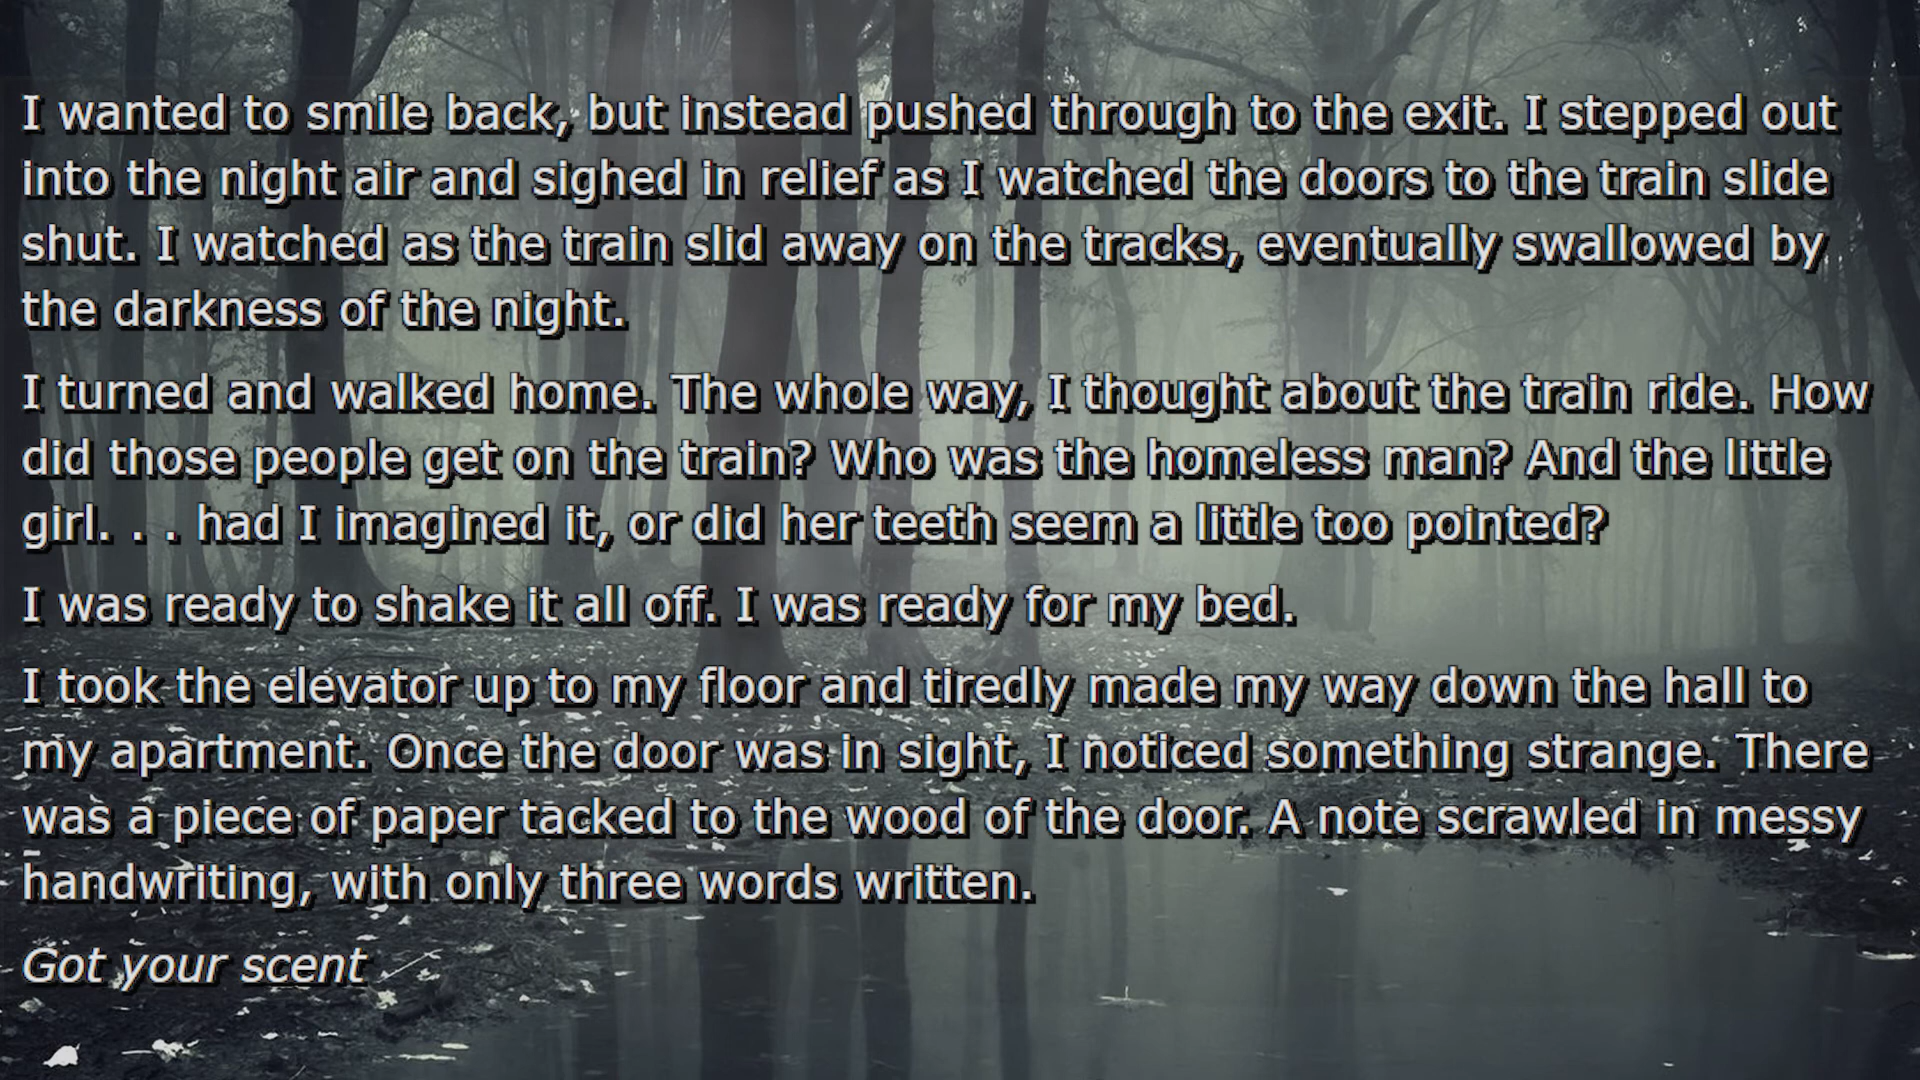 I wanted to smile back, but instead pushed through to the exit. I stepped out
into the night air and sighed in relief as I watched the doors to the train slide
shut. I watched as the train slid away on the tracks, eventually swallowed by
the darkness of the night.
I turned and walked home. The whole way, I thought about the train ride. How
did those people get on the train? Who was the homeless man? And the little
girl. . . had I imagined it, or did her teeth seem a little too pointed?
I was ready to shake it all off. I was ready for my bed.
I took the elevator up to my floor and tiredly made my way down the hall to
my apartment. Once the door was in sight, I noticed something strange. There
was a piece of paper tacked to the wood of the door. A note scrawled in messy
handwriting, with only three words written.
Got your scent